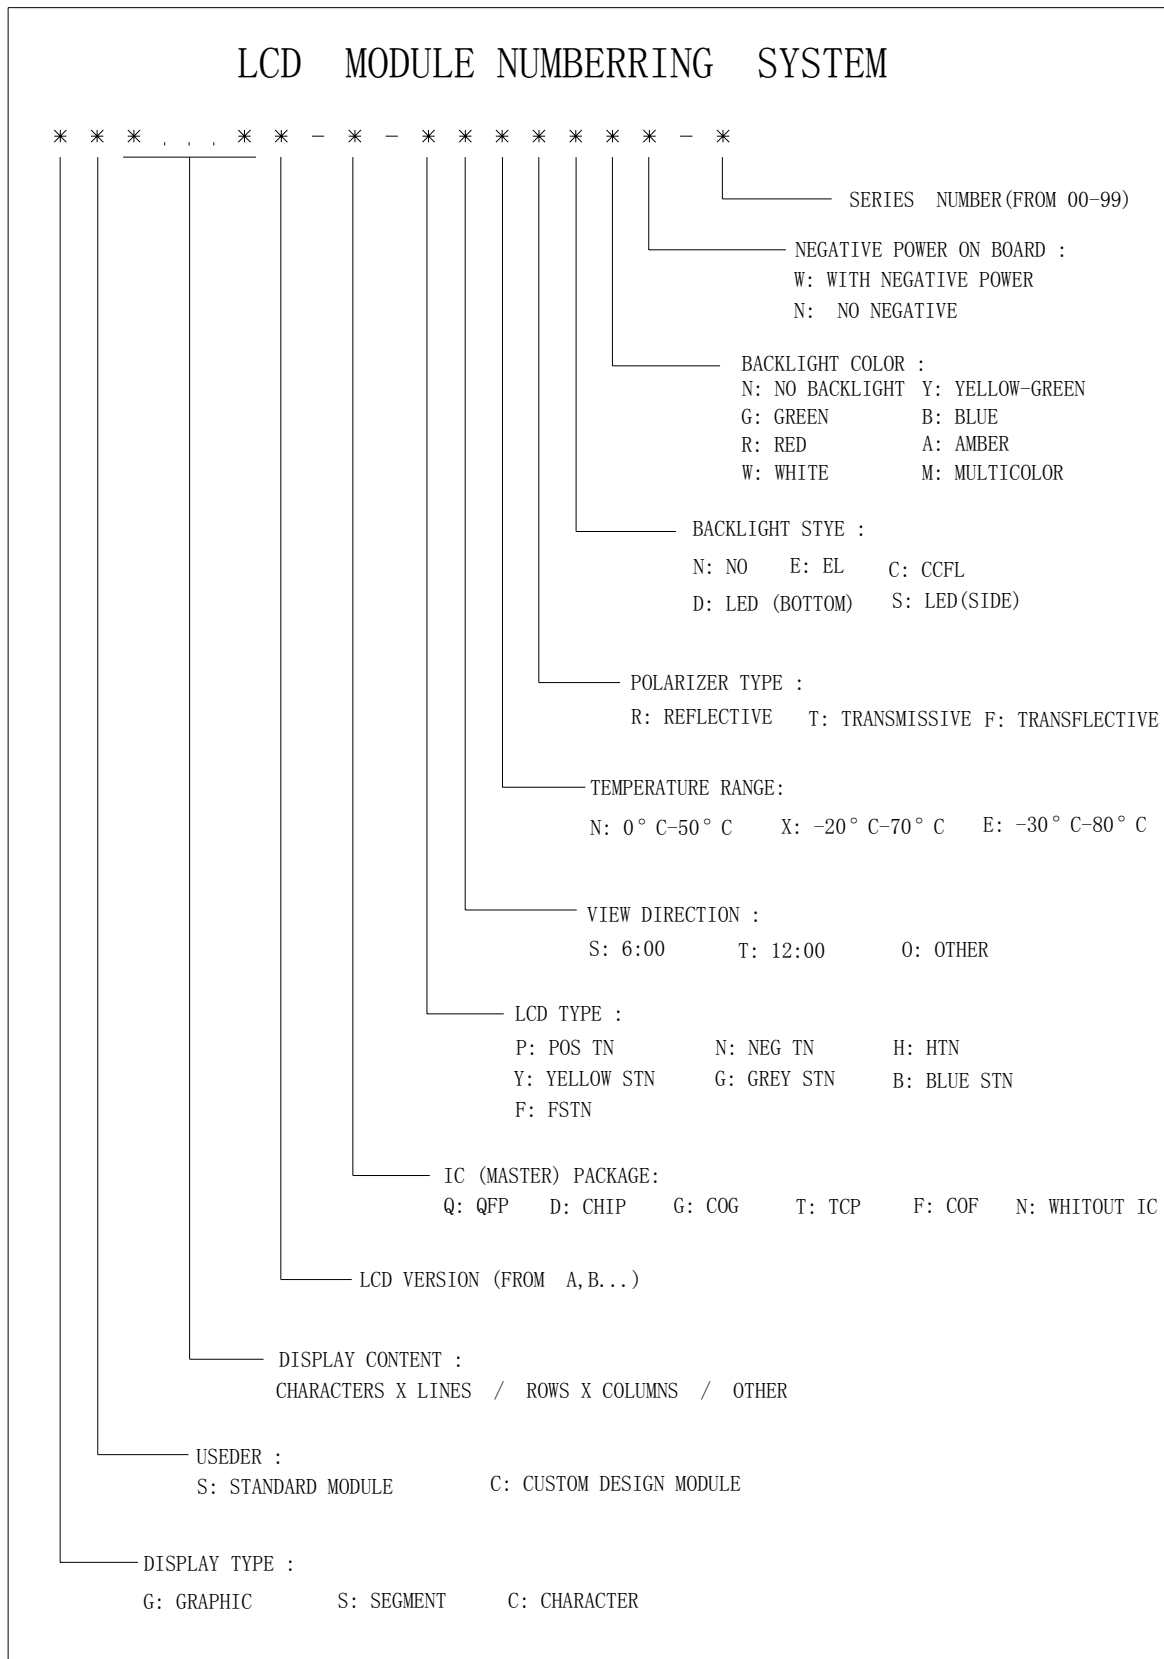 LCD MODULE NUMBERRING SYSTEM
* * * . . . * * - * - * * * * * * * - *
SERIES NUMBER(FROM 00-99)
NEGATIVE POWER ON BOARD :
W: WITH NEGATIVE POWER
N: NO NEGATIVE
BACKLIGHT COLOR :
N: NO BACKLIGHT Y: YELLOW-GREEN
G: GREEN B: BLUE
R: RED A: AMBER
W: WHITE M: MULTICOLOR
BACKLIGHT STYE :
N: NO E: EL C: CCFL
D: LED (BOTTOM) S: LED(SIDE)
POLARIZER TYPE :
R: REFLECTIVE T: TRANSMISSIVE F: TRANSFLECTIVE
TEMPERATURE RANGE:
N: 0° C-50° C X: -20° C-70° C E: -30° C-80° C
VIEW DIRECTION :
S: 6:00 T: 12:00 O: OTHER
LCD TYPE :
P: POS TN N: NEG TN H: HTN
Y: YELLOW STN G: GREY STN B: BLUE STN
F: FSTN
IC (MASTER) PACKAGE:
Q: QFP D: CHIP G: COG T: TCP F: COF N: WHITOUT IC
LCD VERSION (FROM A,B...)
DISPLAY CONTENT :
CHARACTERS X LINES / ROWS X COLUMNS / OTHER
USEDER :
S: STANDARD MODULE C: CUSTOM DESIGN MODULE
DISPLAY TYPE :
G: GRAPHIC S: SEGMENT C: CHARACTER